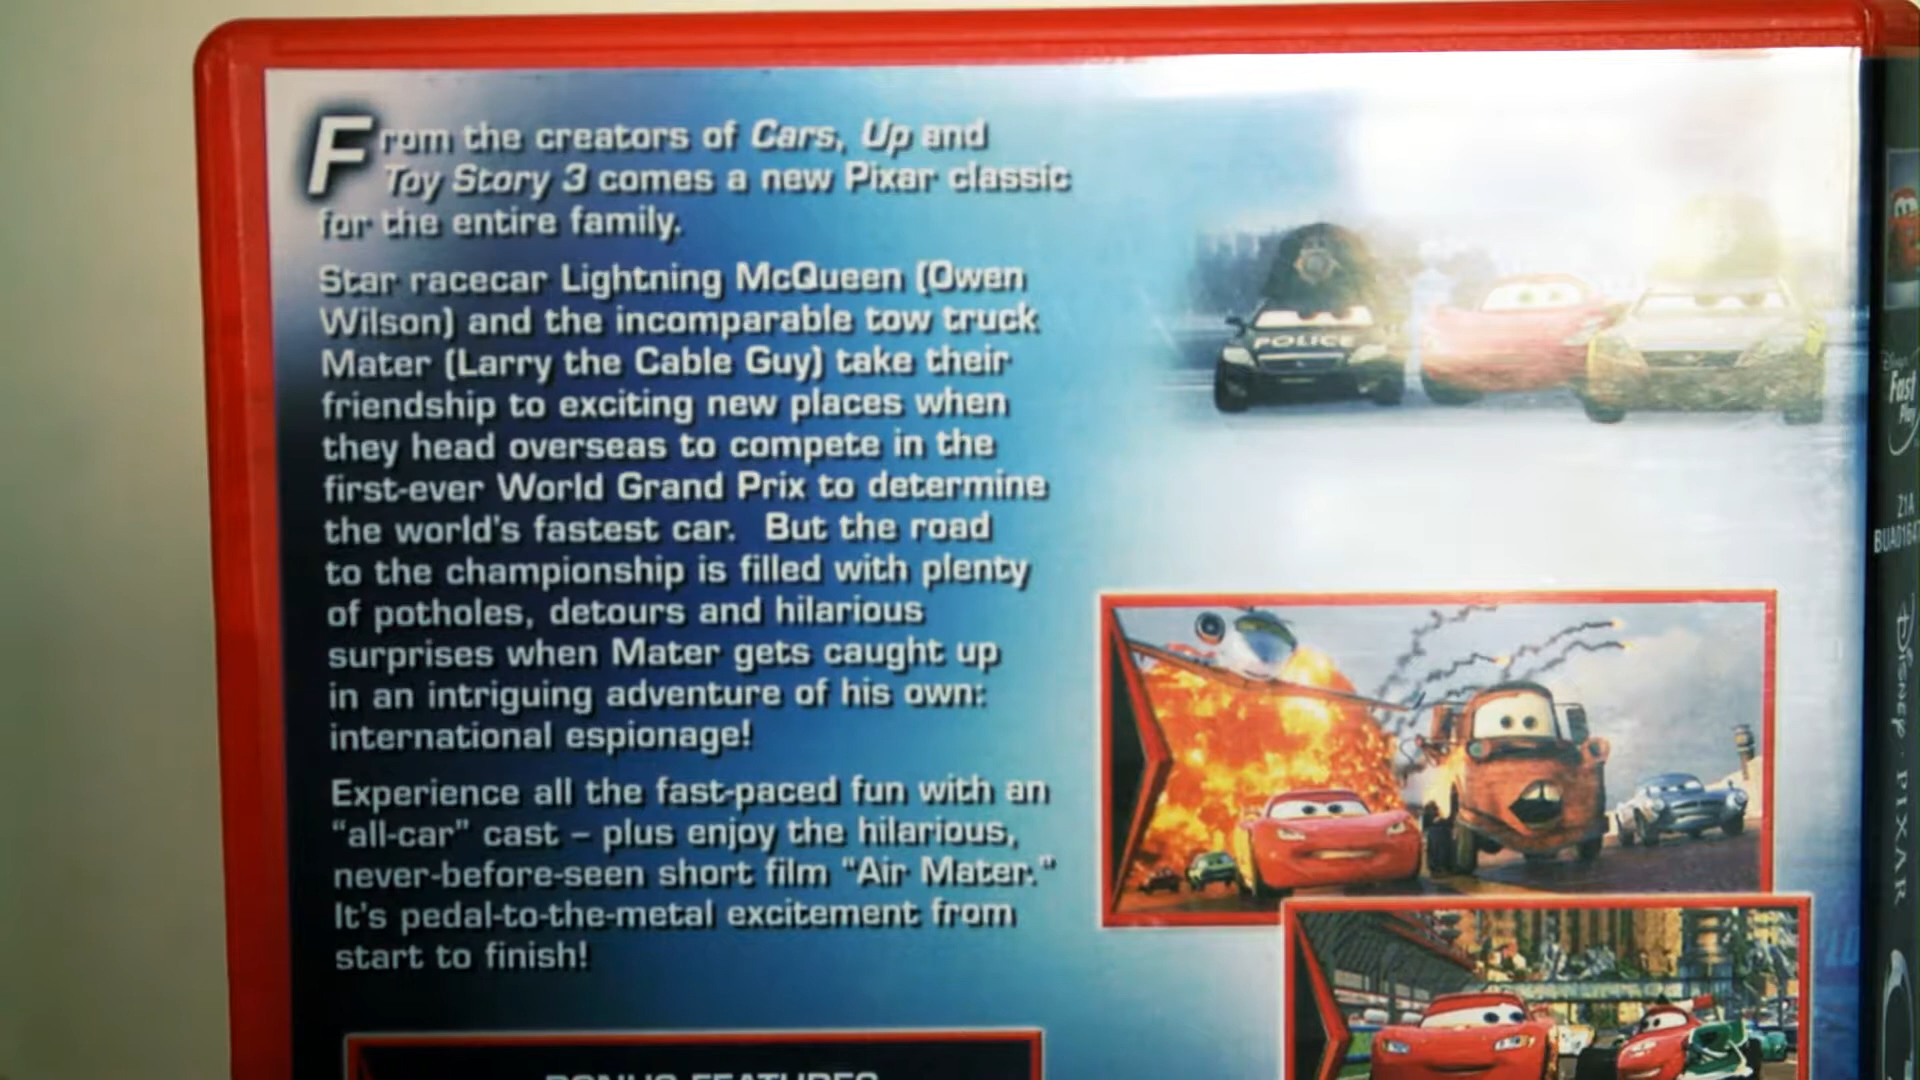 From the creators of Cars, Up and
Toy Story 3 comes a new Pixar classic
for the entire family.
Star racecar Lightning McQueen (Owen
Wilson) and the incomparable tow truck
Mater (Larry the Cable Guy) take their
friendship to exciting new places when
they head overseas to compete in the
first-ever World Grand Prix to determine
the world's fastest car. But the road
to the championship is filled with plenty
of potholes, detours and hilarious
surprises when Mater gets caught up
in an intriguing adventure of his own:
international espionage!
Experience all the fast-paced fun with an
“all-car” cast – plus enjoy the hilarious,
never-before-seen short film “Air Mater.”
It's pedal-to-the-metal excitement from
start to finish!
BONUS FEATURES
POLICE
Disney's
Fast
Play
Z1A
DISNEY · PIXAR